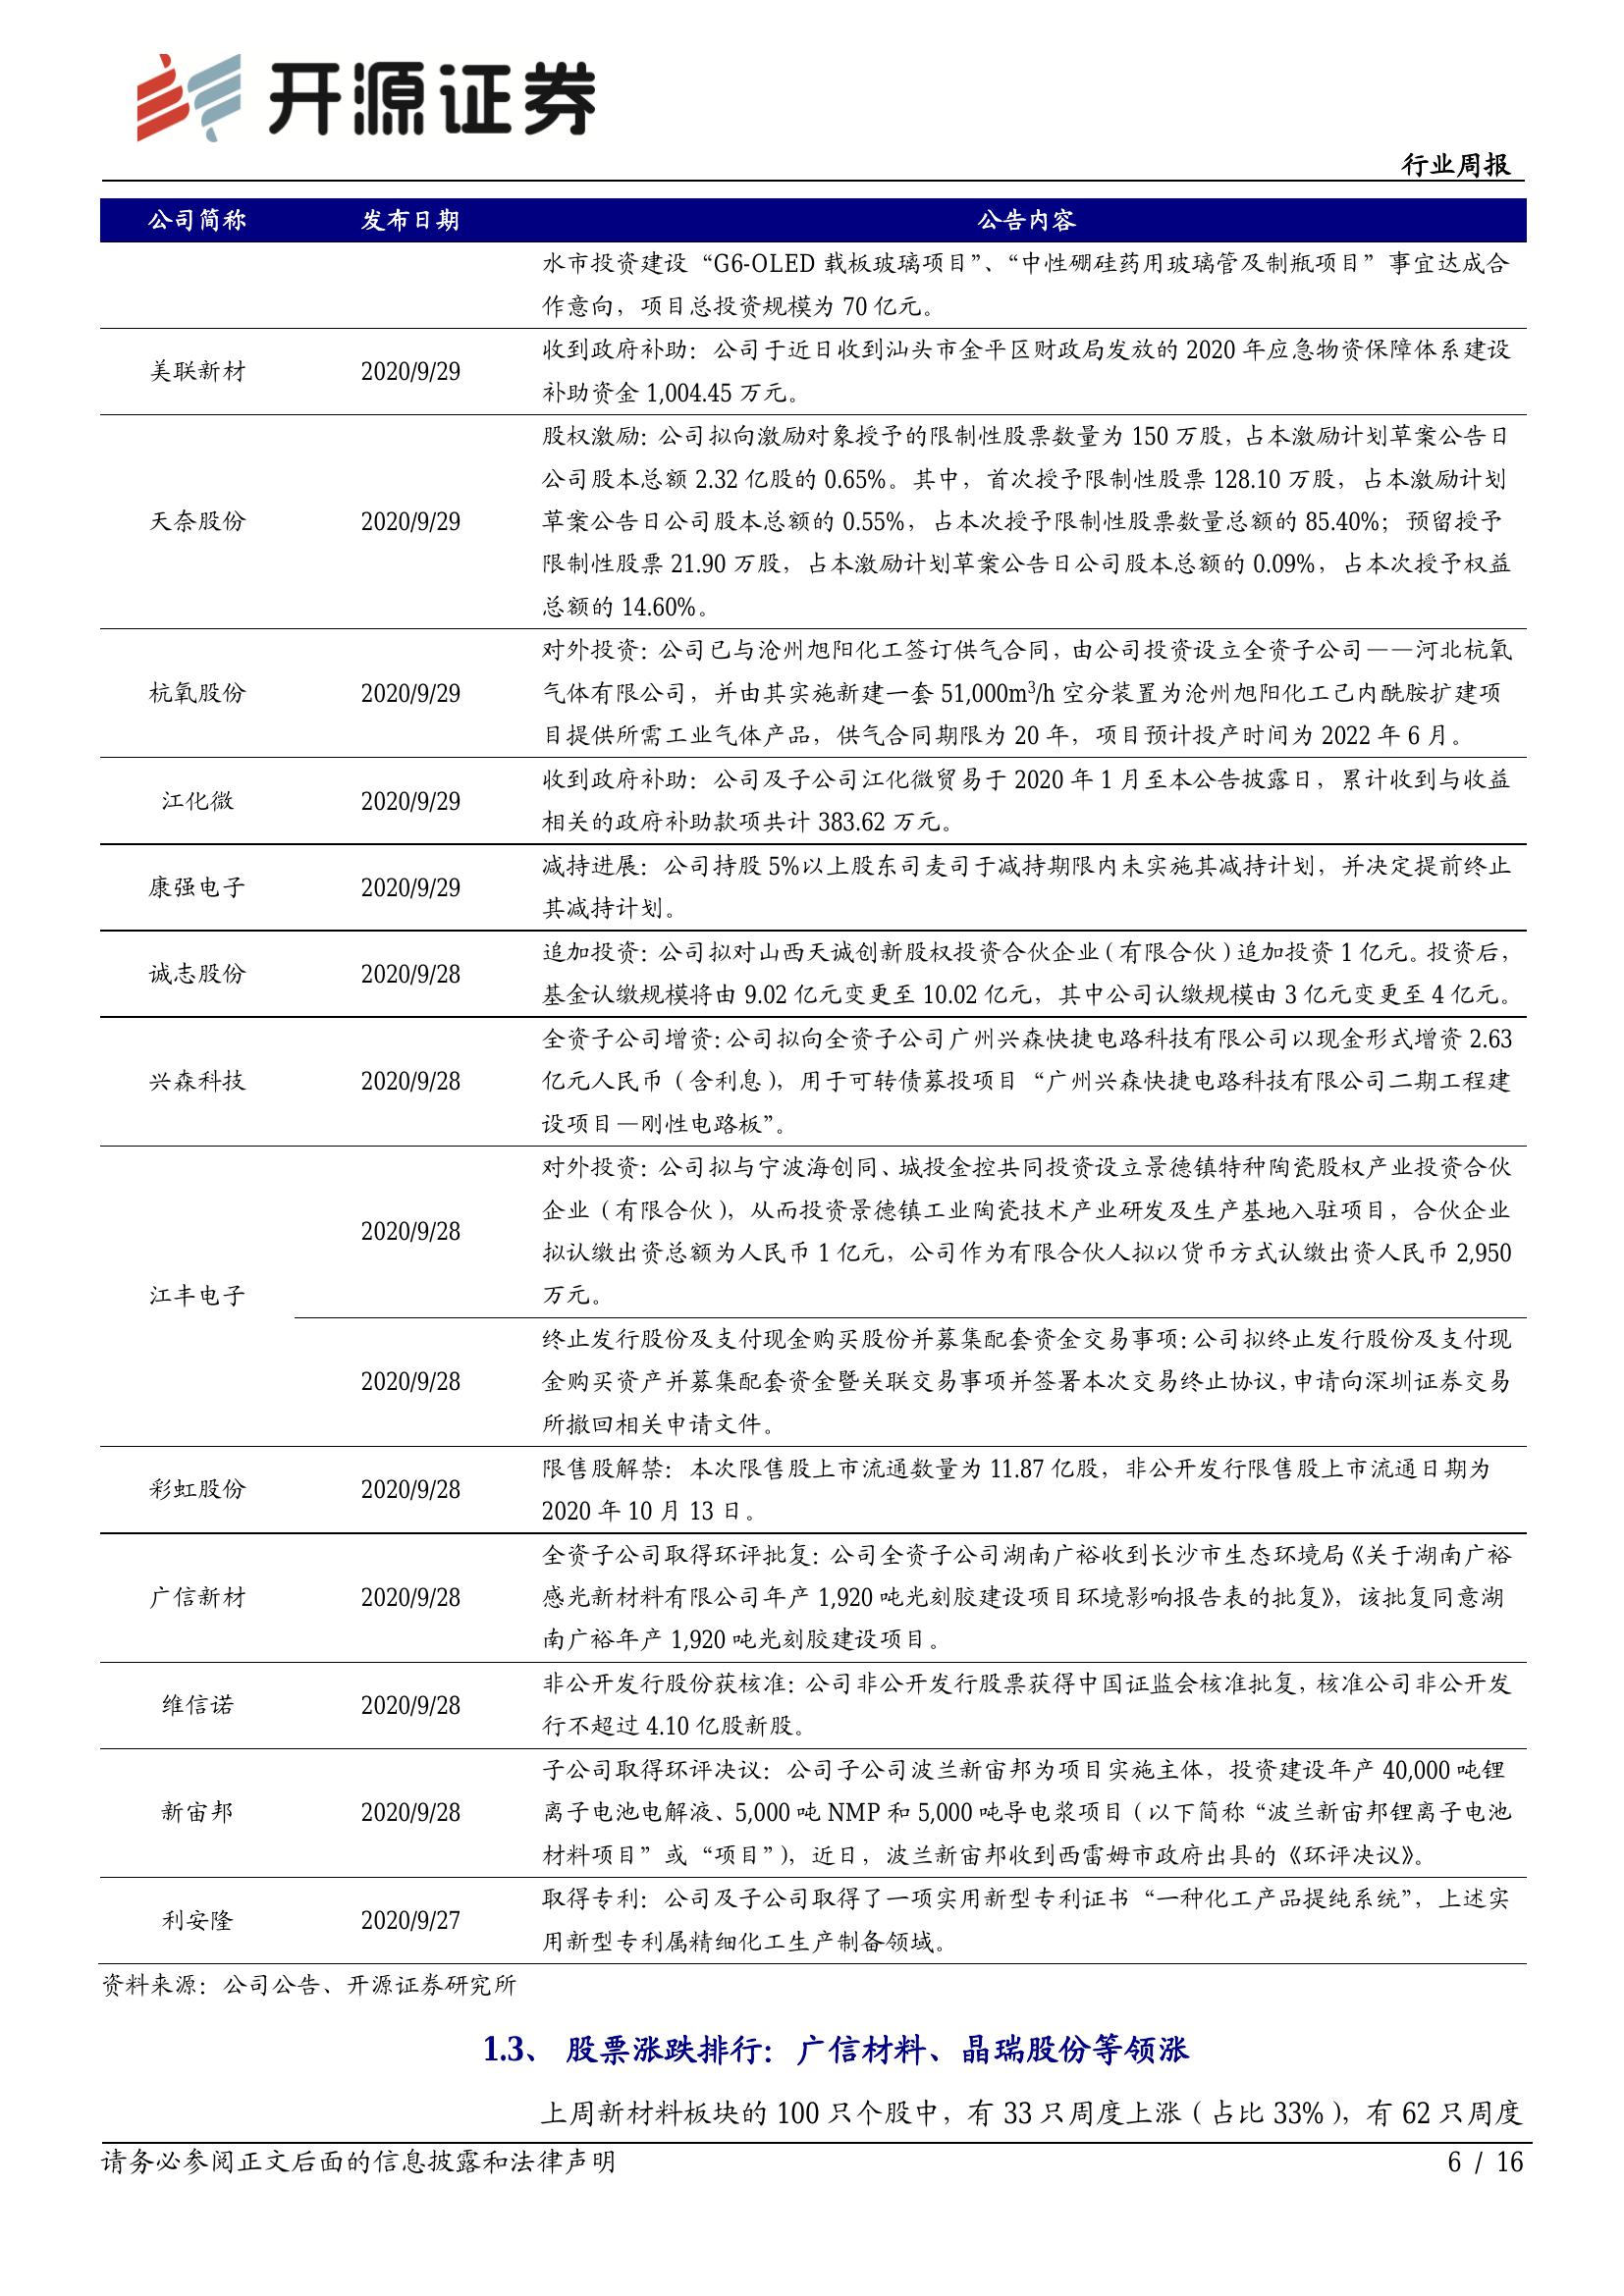 开源证券
行业周报
公司简称 发布日期 公告内容
水市投资建设“G6-OLED 载板玻璃项目”、“中性硼硅药用玻璃管及制瓶项目”事宜达成合
作意向，项目总投资规模为 70 亿元。
美联新材 2020/9/29
收到政府补助：公司于近日收到汕头市金平区财政局发放的 2020 年应急物资保障体系建设
补助资金 1,004.45 万元。
天奈股份 2020/9/29
股权激励：公司拟向激励对象授予的限制性股票数量为 150 万股，占本激励计划草案公告日
公司股本总额 2.32 亿股的 0.65%。其中，首次授予限制性股票 128.10 万股，占本激励计划
草案公告日公司股本总额的 0.55%，占本次授予限制性股票数量总额的 85.40%；预留授予
限制性股票 21.90 万股，占本激励计划草案公告日公司股本总额的 0.09%，占本次授予权益
总额的 14.60%。
杭氧股份 2020/9/29
对外投资：公司已与沧州旭阳化工签订供气合同，由公司投资设立全资子公司——河北杭氧
气体有限公司，并由其实施新建一套 51,000m³/h 空分装置为沧州旭阳化工己内酰胺扩建项
目提供所需工业气体产品，供气合同期限为 20 年，项目预计投产时间为 2022 年 6 月。
江化微 2020/9/29
收到政府补助：公司及子公司江化微贸易于 2020 年 1 月至本公告披露日，累计收到与收益
相关的政府补助款项共计 383.62 万元。
康强电子 2020/9/29
减持进展：公司持股 5%以上股东司麦司于减持期限内未实施其减持计划，并决定提前终止
其减持计划。
诚志股份 2020/9/28
追加投资：公司拟对山西天诚创新股权投资合伙企业（有限合伙）追加投资 1 亿元。投资后，
基金认缴规模将由 9.02 亿元变更至 10.02 亿元，其中公司认缴规模由 3 亿元变更至 4 亿元。
兴森科技 2020/9/28
全资子公司增资：公司拟向全资子公司广州兴森快捷电路科技有限公司以现金形式增资 2.63
亿元人民币（含利息），用于可转债募投项目“广州兴森快捷电路科技有限公司二期工程建
设项目—刚性电路板”。
江丰电子 2020/9/28
对外投资：公司拟与宁波海创同、城投金控共同投资设立景德镇特种陶瓷股权产业投资合伙
企业（有限合伙），从而投资景德镇工业陶瓷技术产业研发及生产基地入驻项目，合伙企业
拟认缴出资总额为人民币 1 亿元，公司作为有限合伙人拟以货币方式认缴出资人民币 2,950
万元。
2020/9/28
终止发行股份及支付现金购买股份并募集配套资金交易事项：公司拟终止发行股份及支付现
金购买资产并募集配套资金暨关联交易事项并签署本次交易终止协议，申请向深圳证券交易
所撤回相关申请文件。
彩虹股份 2020/9/28
限售股解禁：本次限售股上市流通数量为 11.87 亿股，非公开发行限售股上市流通日期为
2020 年 10 月 13 日。
广信新材 2020/9/28
全资子公司取得环评批复：公司全资子公司湖南广裕收到长沙市生态环境局《关于湖南广裕
感光新材料有限公司年产 1,920 吨光刻胶建设项目环境影响报告表的批复》，该批复同意湖
南广裕年产 1,920 吨光刻胶建设项目。
维信诺 2020/9/28
非公开发行股份获核准：公司非公开发行股票获得中国证监会核准批复，核准公司非公开发
行不超过 4.10 亿股新股。
新宙邦 2020/9/28
子公司取得环评决议：公司子公司波兰新宙邦为项目实施主体，投资建设年产 40,000 吨锂
离子电池电解液、5,000 吨 NMP 和 5,000 吨导电浆项目（以下简称“波兰新宙邦锂离子电池
材料项目”或“项目”），近日，波兰新宙邦收到西雷姆市政府出具的《环评决议》。
利安隆 2020/9/27
取得专利：公司及子公司取得了一项实用新型专利证书“一种化工产品提纯系统”，上述实
用新型专利属精细化工生产制备领域。
资料来源：公司公告、开源证券研究所
1.3、 股票涨跌排行：广信材料、晶瑞股份等领涨
上周新材料板块的 100 只个股中，有 33 只周度上涨（占比 33%），有 62 只周度
请务必参阅正文后面的信息披露和法律声明 6 / 16